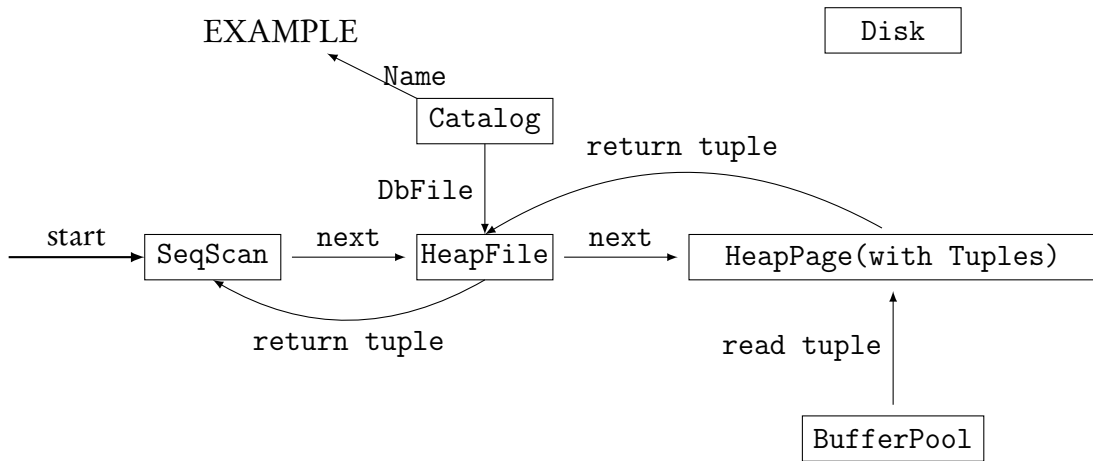 EXAMPLE
Disk
Name
Catalog
return tuple
DbFile
start
SeqScan
next
HeapFile
next
HeapPage(with Tuples)
return tuple
read tuple
BufferPool